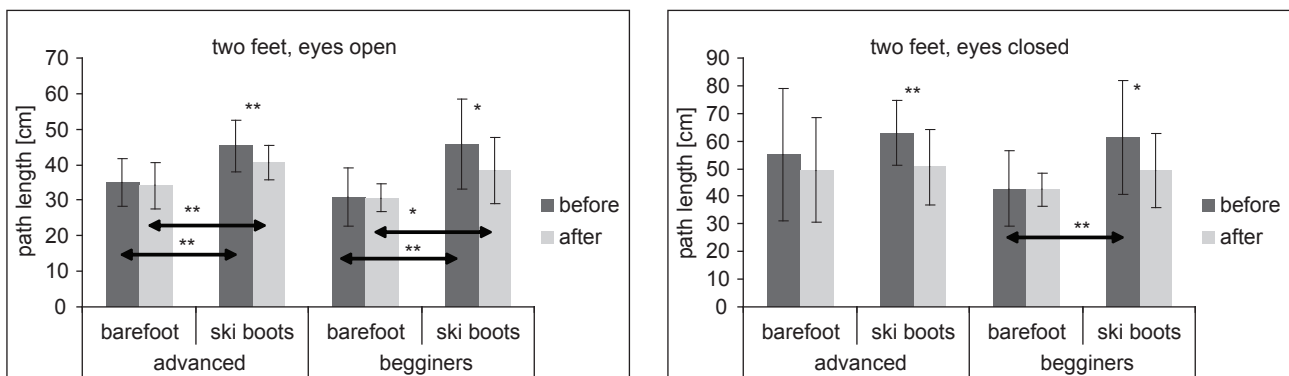 two feet, eyes open
path length [cm]
70
60
50
40
30
20
10
0
**
*
**
**
*
**
before
after
barefoot
ski boots
barefoot
ski boots
advanced
begginers
two feet, eyes closed
path length [cm]
90
80
70
60
50
40
30
20
10
0
**
*
**
before
after
barefoot
ski boots
barefoot
ski boots
advanced
begginers